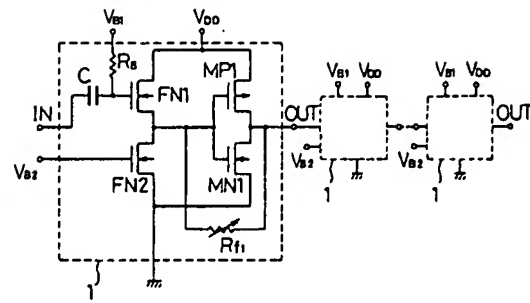 VB1
VDD
RB
C
FN1
MP1
IN
OUT
VB2
FN2
MN1
Rf1
1
VB1
VDD
VB2
1
VB1
VDD
OUT
VB2
1